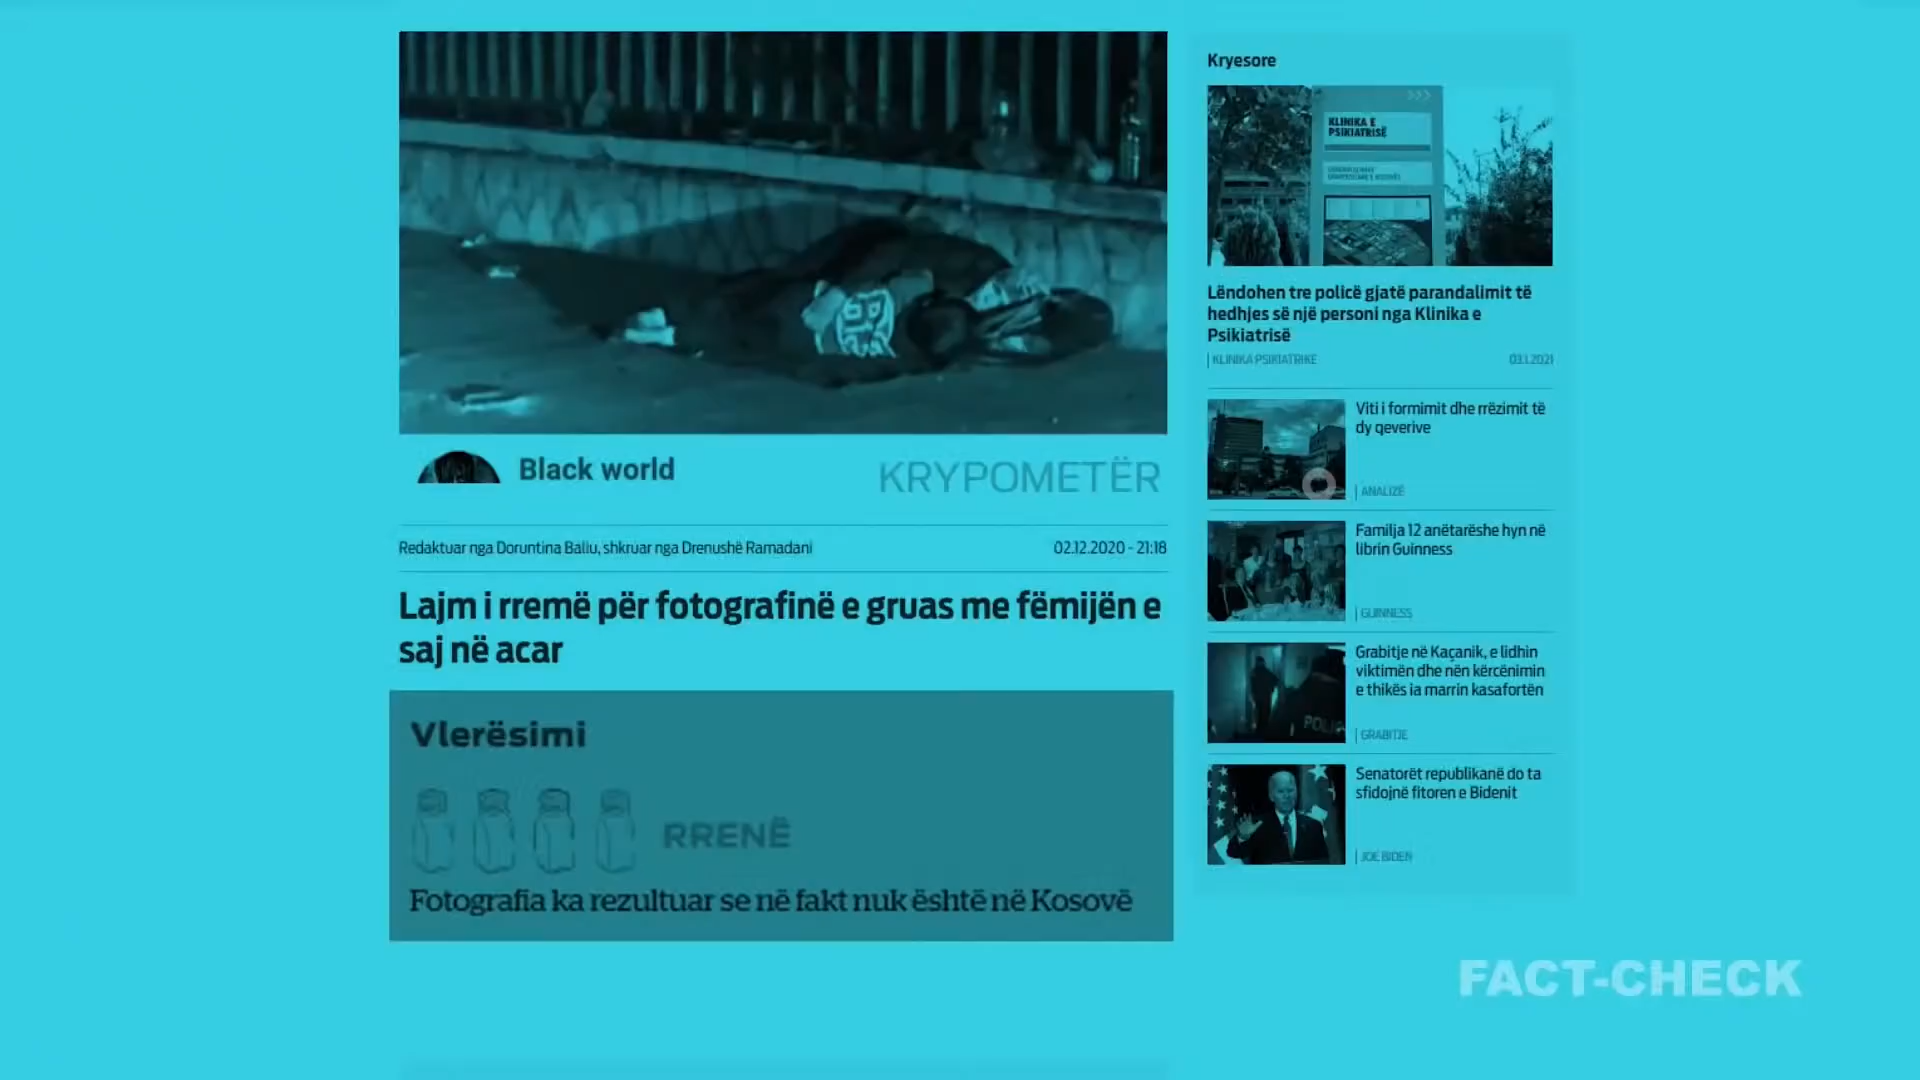 Black world
KRYPOMETËR
Redaktuar nga Doruntina Baliu, shkruar nga Drenushë Ramadani
02.12.2020 - 21:18
Lajm i rremë për fotografinë e gruas me fëmijën e
saj në acar
Vlerësimi
RRENË
Fotografia ka rezultuar se në fakt nuk është në Kosovë
Kryesore
KLINIKA E
PSIKIATRISË
Lëndohen tre policë gjatë parandalimit të
hedhjes së një personi nga Klinika e
Psikiatrisë
KLINIKA PSIKIATRIKE
03.1.2021
Viti i formimit dhe rrëzimit të
dy qeverive
ANALIZË
Familja 12 anëtarëshe hyn në
librin Guinness
GUINNESS
Grabitje në Kaçanik, e lidhin
viktimën dhe nën kërcënimin
e thikës ia marrin kasafortën
GRABITJE
Senatorët republikanë do ta
sfidojnë fitoren e Bidenit
JOE BIDEN
FACT-CHECK